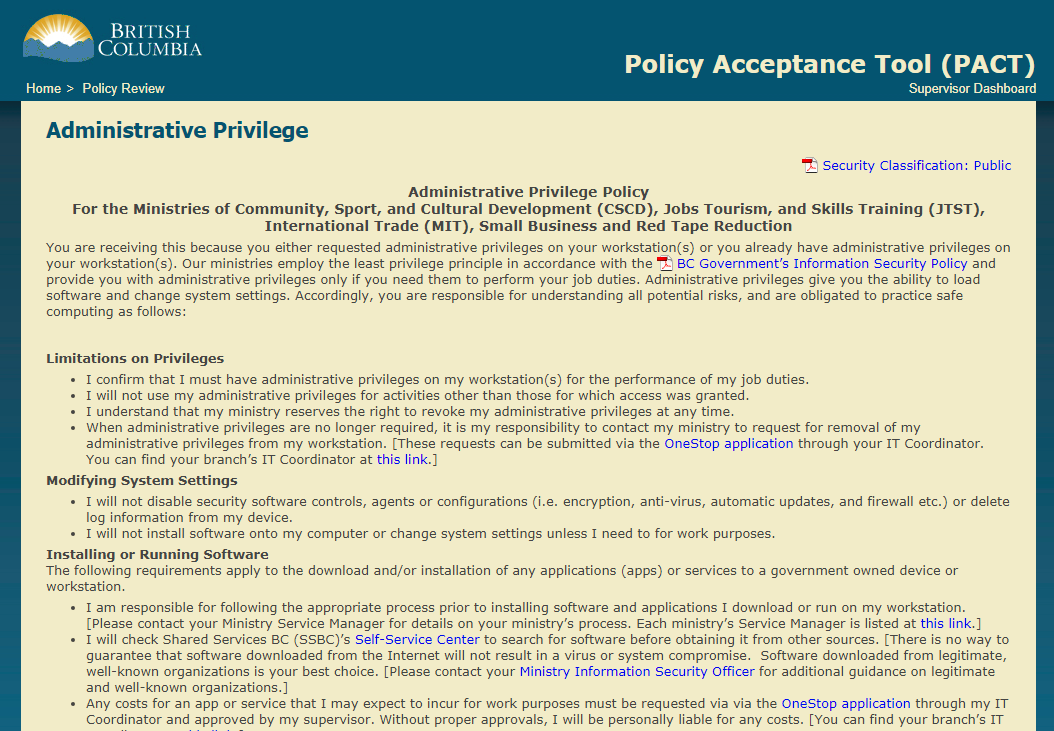 BRITISH
COLUMBIA
Policy Acceptance Tool (PACT)
Home > Policy Review
Supervisor Dashboard
Administrative Privilege
Security Classification: Public
Administrative Privilege Policy
For the Ministries of Community, Sport, and Cultural Development (CSCD), Jobs Tourism, and Skills Training (JTST),
International Trade (MIT), Small Business and Red Tape Reduction
You are receiving this because you either requested administrative privileges on your workstation(s) or you already have administrative privileges on
your workstation(s). Our ministries employ the least privilege principle in accordance with the BC Government's Information Security Policy and
provide you with administrative privileges only if you need them to perform your job duties. Administrative privileges give you the ability to load
software and change system settings. Accordingly, you are responsible for understanding all potential risks, and are obligated to practice safe
computing as follows:
Limitations on Privileges
• I confirm that I must have administrative privileges on my workstation(s) for the performance of my job duties.
• I will not use my administrative privileges for activities other than those for which access was granted.
• I understand that my ministry reserves the right to revoke my administrative privileges at any time.
• When administrative privileges are no longer required, it is my responsibility to contact my ministry to request for removal of my
administrative privileges from my workstation. [These requests can be submitted via the OneStop application through your IT Coordinator.
You can find your branch's IT Coordinator at this link.]
Modifying System Settings
• I will not disable security software controls, agents or configurations (i.e. encryption, anti-virus, automatic updates, and firewall etc.) or delete
log information from my device.
• I will not install software onto my computer or change system settings unless I need to for work purposes.
Installing or Running Software
The following requirements apply to the download and/or installation of any applications (apps) or services to a government owned device or
workstation.
• I am responsible for following the appropriate process prior to installing software and applications I download or run on my workstation.
[Please contact your Ministry Service Manager for details on your ministry's process. Each ministry's Service Manager is listed at this link.]
• I will check Shared Services BC (SSBC)'s Self-Service Center to search for software before obtaining it from other sources. [There is no way to
guarantee that software downloaded from the Internet will not result in a virus or system compromise.  Software downloaded from legitimate,
well-known organizations is your best choice. [Please contact your Ministry Information Security Officer for additional guidance on legitimate
and well-known organizations.]
• Any costs for an app or service that I may expect to incur for work purposes must be requested via via the OneStop application through my IT
Coordinator and approved by my supervisor. Without proper approvals, I will be personally liable for any costs. [You can find your branch's IT